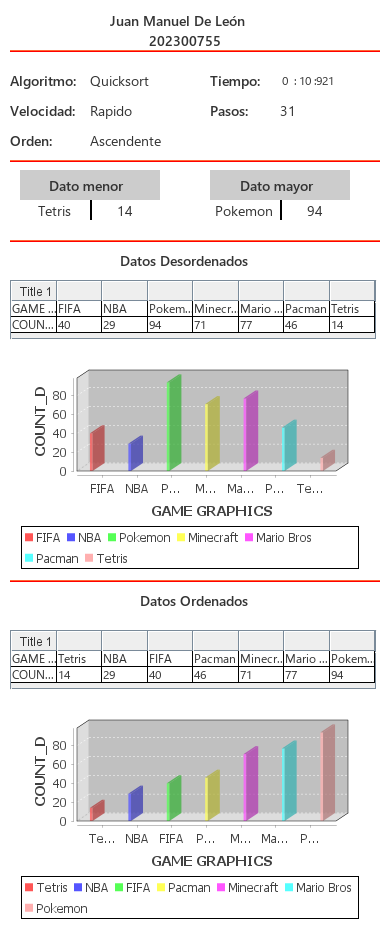 Juan Manuel De León
202300755
Algoritmo: Quicksort Tiempo: 0 :10:921
Velocidad: Rapido Pasos: 31
Orden: Ascendente
Dato menor Dato mayor
Tetris 14 Pokemon 94
Datos Desordenados
Title 1
GAME ... FIFA NBA Pokem... Minecr... Mario ... Pacman Tetris
COUN... 40 29 94 71 77 46 14
COUNT_D
80
60
40
20
0
FIFA NBA P... M... Ma... P... Te...
GAME GRAPHICS
FIFA NBA Pokemon Minecraft Mario Bros
Pacman Tetris
Datos Ordenados
Title 1
GAME ... Tetris NBA FIFA Pacman Minecr... Mario ... Pokem...
COUN... 14 29 40 46 71 77 94
COUNT_D
80
60
40
20
0
Te... NBA FIFA P... M... Ma... P...
GAME GRAPHICS
Tetris NBA FIFA Pacman Minecraft Mario Bros
Pokemon